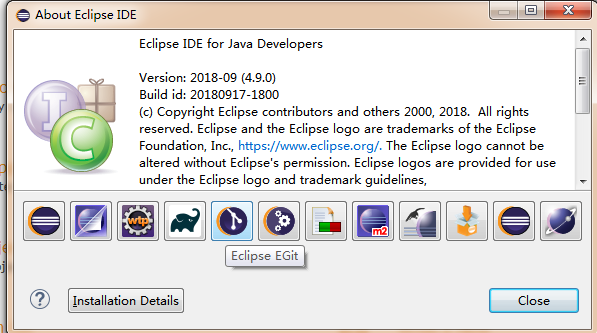 About Eclipse IDE
Eclipse IDE for Java Developers
Version: 2018-09 (4.9.0)
Build id: 20180917-1800
(c) Copyright Eclipse contributors and others 2000, 2018.  All rights
reserved. Eclipse and the Eclipse logo are trademarks of the Eclipse
Foundation, Inc., https://www.eclipse.org/. The Eclipse logo cannot be
altered without Eclipse's permission. Eclipse logos are provided for use
under the Eclipse logo and trademark guidelines,
I
C
wtp
m2
Eclipse EGit
?
Installation Details
Close